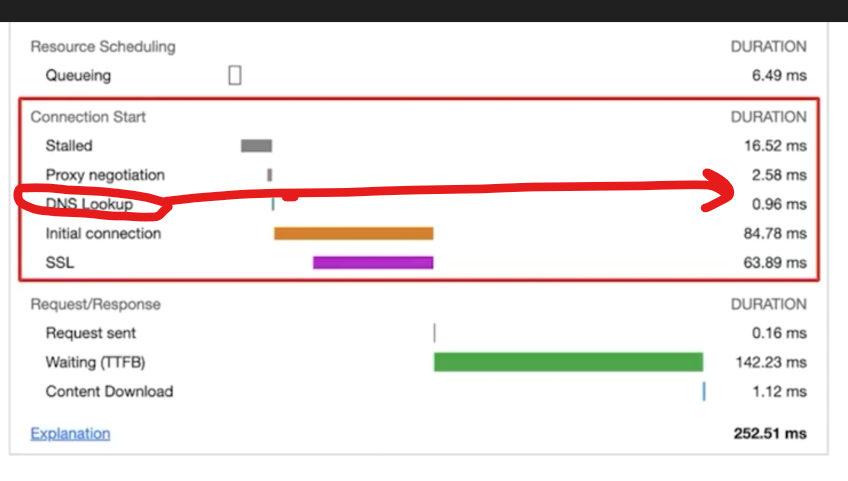 Resource Scheduling DURATION
Queueing 6.49 ms
Connection Start DURATION
Stalled 16.52 ms
Proxy negotiation 2.58 ms
DNS Lookup 0.96 ms
Initial connection 84.78 ms
SSL 63.89 ms
Request/Response DURATION
Request sent 0.16 ms
Waiting (TTFB) 142.23 ms
Content Download 1.12 ms
Explanation 252.51 ms